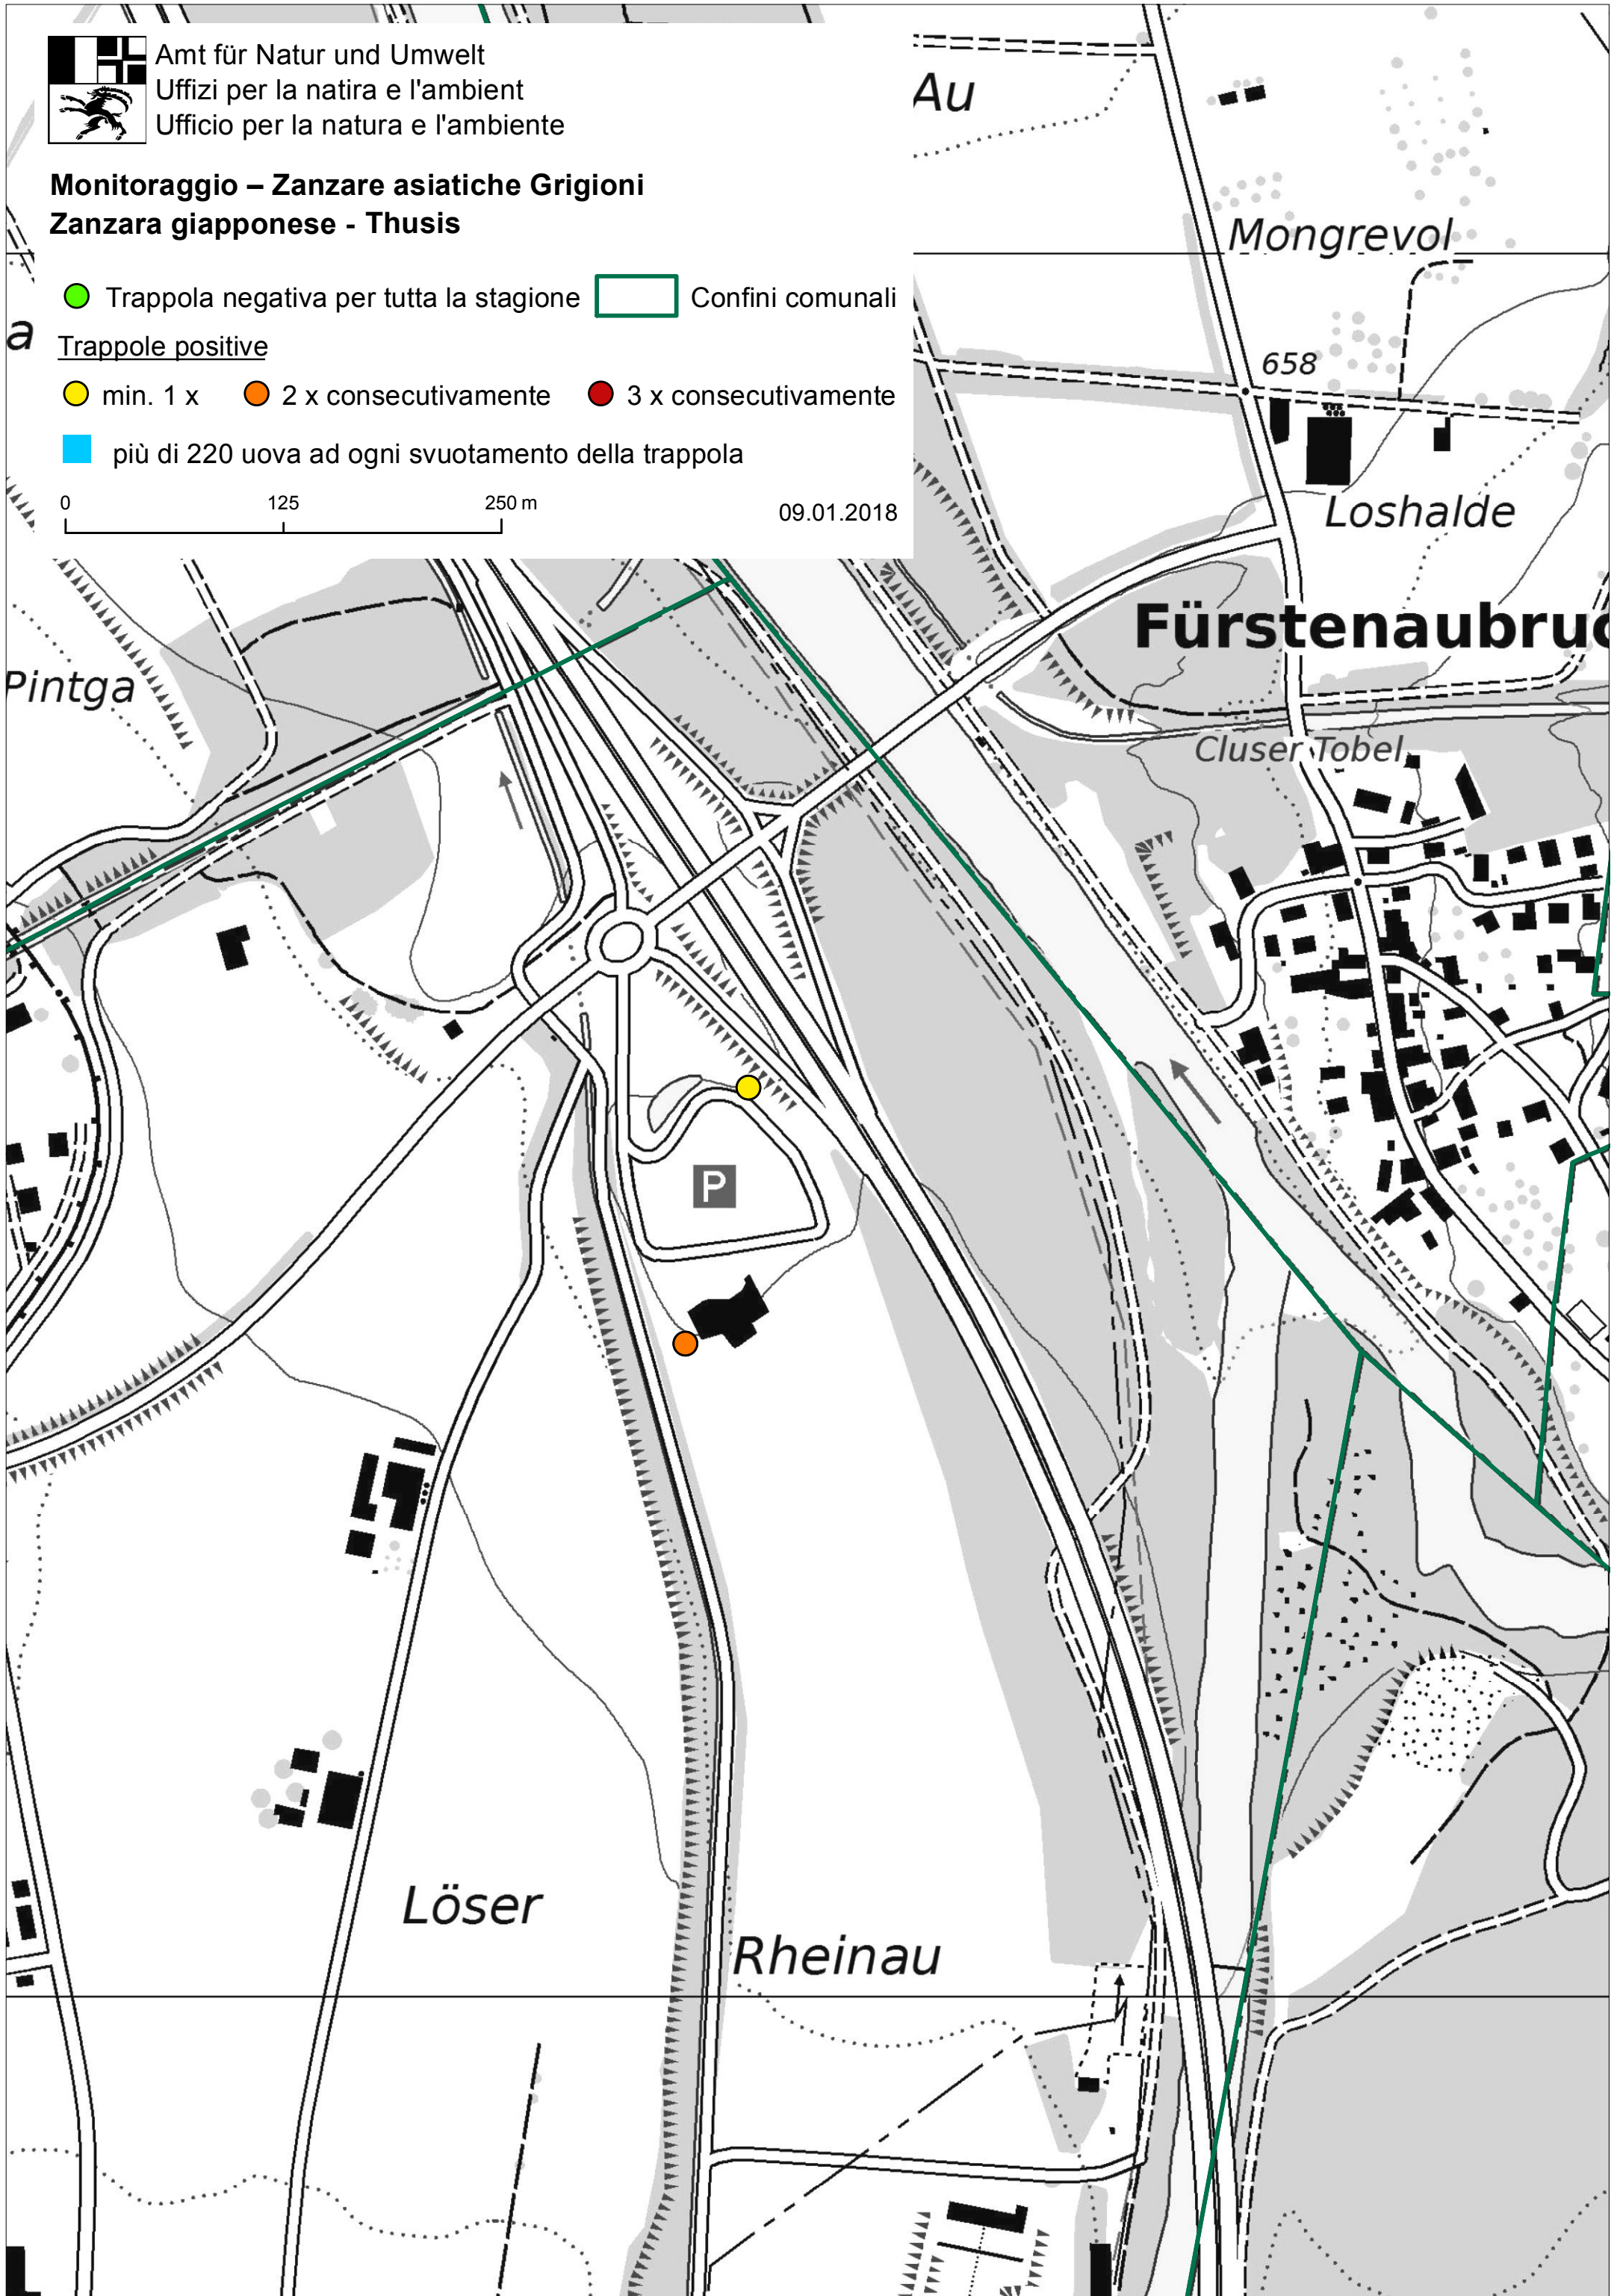 Amt für Natur und Umwelt
Uffizi per la natira e l'ambient
Ufficio per la natura e l'ambiente
Monitoraggio – Zanzare asiatiche Grigioni
Zanzara giapponese - Thusis
Trappola negativa per tutta la stagione
Confini comunali
Trappole positive
min. 1 x
2 x consecutivamente
3 x consecutivamente
più di 220 uova ad ogni svuotamento della trappola
0 125 250 m
09.01.2018
Au
Mongrevol
a
658
Loshalde
Fürstenaubruc
Pintga
Cluser Tobel
P
Löser
Rheinau